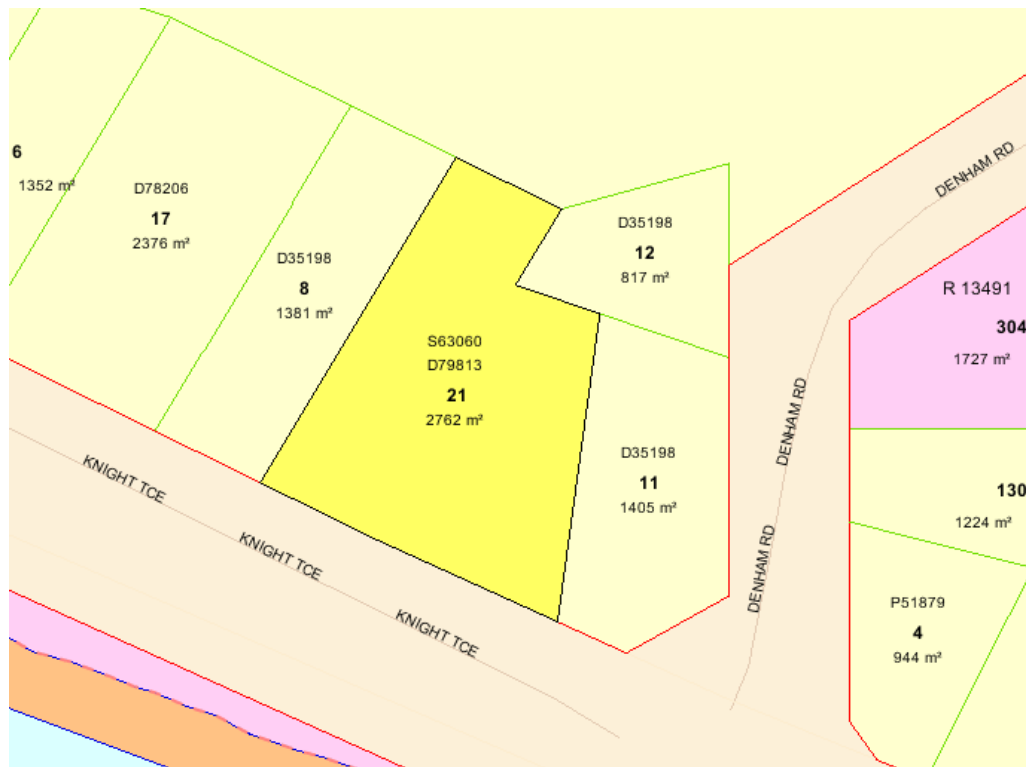 6
1352 m²
D78206
17
2376 m²
D35198
8
1381 m²
S63060
D79813
21
2762 m²
D35198
12
817 m²
D35198
11
1405 m²
DENHAM RD
DENHAM RD
DENHAM RD
R 13491
304
1727 m²
130
1224 m²
P51879
4
944 m²
KNIGHT TCE
KNIGHT TCE
KNIGHT TCE